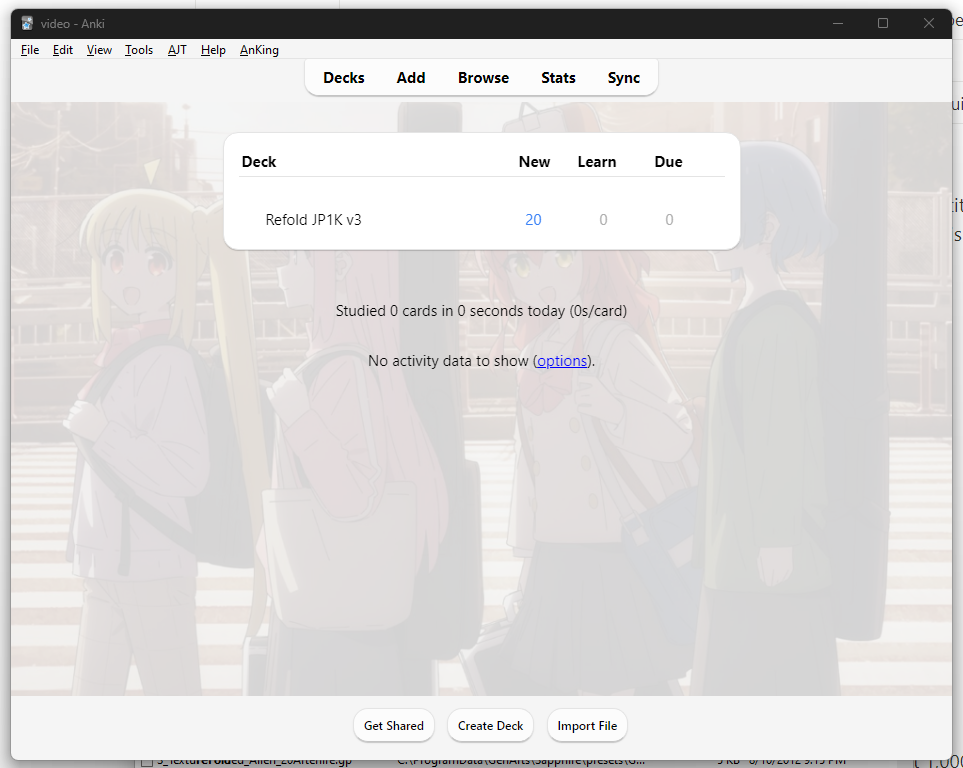 video - Anki
File Edit View Tools AJT Help AnKing
Decks Add Browse Stats Sync
Deck New Learn Due
Refold JP1K v3 20 0 0
Studied 0 cards in 0 seconds today (0s/card)
No activity data to show (options).
Get Shared Create Deck Import File